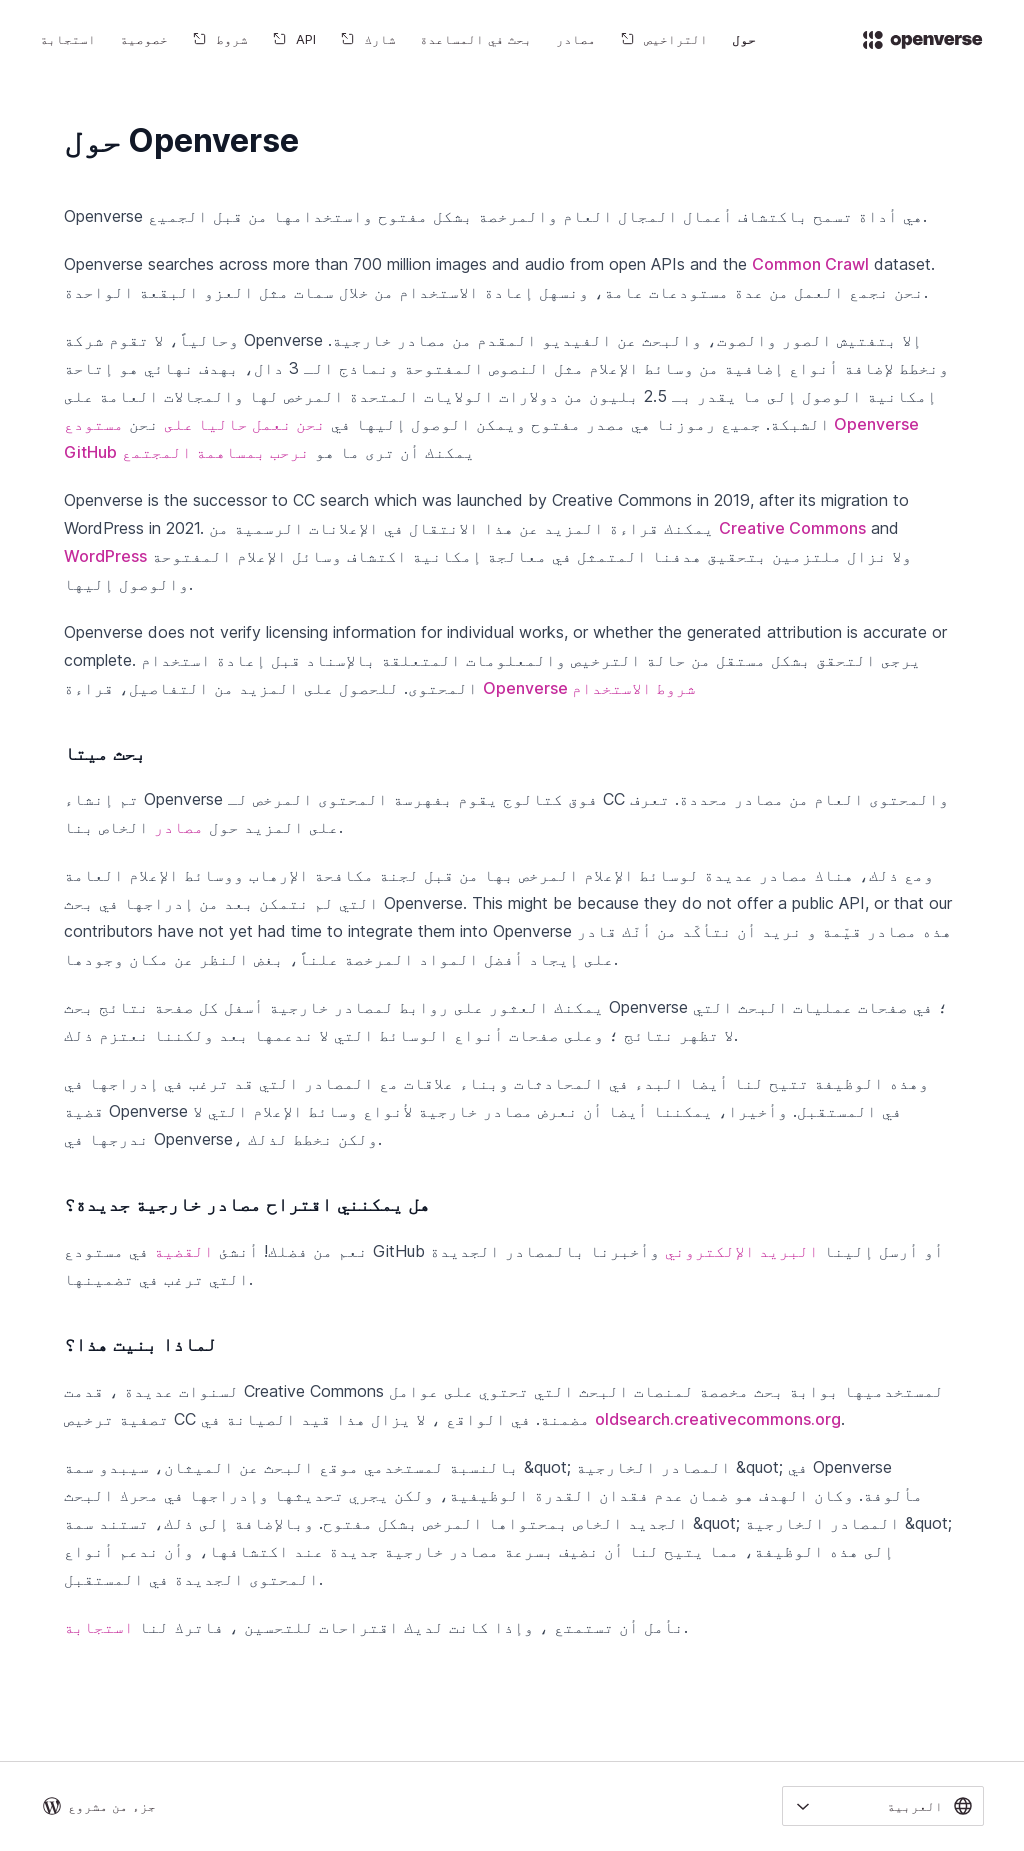 openverse
حول
التراخيص
مصادر
بحث في المساعدة
شارك
API
شروط
خصوصية
استجابة
حول Openverse
Openverse هي أداة تسمح باكتشاف أعمال المجال العام والمرخصة بشكل مفتوح واستخدامها من قبل الجميع.
Openverse searches across more than 700 million images and audio from open APIs and the Common Crawl dataset.
نحن نجمع العمل من عدة مستودعات عامة، ونسهل إعادة الاستخدام من خلال سمات مثل العزو البقعة الواحدة.
وحالياً، لا تقوم شركة Openverse إلا بتفتيش الصور والصوت، والبحث عن الفيديو المقدم من مصادر خارجية.
ونخطط لإضافة أنواع إضافية من وسائط الإعلام مثل النصوص المفتوحة ونماذج الـ 3 دال، بهدف نهائي هو إتاحة
إمكانية الوصول إلى ما يقدر بـ 2.5 بليون من دولارات الولايات المتحدة المرخص لها والمجالات العامة على
الشبكة. جميع رموزنا هي مصدر مفتوح ويمكن الوصول إليها في نحن نعمل حاليا على نحن مستودع Openverse
GitHub يمكنك أن ترى ما هو نرحب بمساهمة المجتمع
Openverse is the successor to CC search which was launched by Creative Commons in 2019, after its migration to
WordPress in 2021. يمكنك قراءة المزيد عن هذا الانتقال في الإعلانات الرسمية من Creative Commons and
WordPress ولا نزال ملتزمين بتحقيق هدفنا المتمثل في معالجة إمكانية اكتشاف وسائل الإعلام المفتوحة
والوصول إليها.
Openverse does not verify licensing information for individual works, or whether the generated attribution is accurate or
complete. يرجى التحقق بشكل مستقل من حالة الترخيص والمعلومات المتعلقة بالإسناد قبل إعادة استخدام
المحتوى. للحصول على المزيد من التفاصيل، قراءة Openverse شروط الاستخدام
بحث ميتا
تم إنشاء Openverse فوق كتالوج يقوم بفهرسة المحتوى المرخص لـ CC والمحتوى العام من مصادر محددة. تعرف
على المزيد حول مصادر الخاص بنا.
ومع ذلك، هناك مصادر عديدة لوسائط الإعلام المرخص بها من قبل لجنة مكافحة الإرهاب ووسائط الإعلام العامة
التي لم نتمكن بعد من إدراجها في بحث Openverse. This might be because they do not offer a public API, or that our
contributors have not yet had time to integrate them into Openverse هذه مصادر قيّمة و نريد أن نتأكّد من أنّك قادر
على إيجاد أفضل المواد المرخصة علناً، بغض النظر عن مكان وجودها.
يمكنك العثور على روابط لمصادر خارجية أسفل كل صفحة نتائج بحث Openverse ؛ في صفحات عمليات البحث التي
لا تظهر نتائج ؛ وعلى صفحات أنواع الوسائط التي لا ندعمها بعد ولكننا نعتزم ذلك.
وهذه الوظيفة تتيح لنا أيضا البدء في المحادثات وبناء علاقات مع المصادر التي قد ترغب في إدراجها في
قضية Openverse في المستقبل. وأخيرا، يمكننا أيضا أن نعرض مصادر خارجية لأنواع وسائط الإعلام التي لا
ندرجها في Openverse، ولكن نخطط لذلك.
هل يمكنني اقتراح مصادر خارجية جديدة؟
نعم من فضلك! أنشئ القضية في مستودع GitHub أو أرسل إلينا البريد الإلكتروني وأخبرنا بالمصادر الجديدة
التي ترغب في تضمينها.
لماذا بنيت هذا؟
لسنوات عديدة ، قدمت Creative Commons لمستخدميها بوابة بحث مخصصة لمنصات البحث التي تحتوي على عوامل
تصفية ترخيص CC مضمنة. في الواقع ، لا يزال هذا قيد الصيانة في oldsearch.creativecommons.org.
بالنسبة لمستخدمي موقع البحث عن الميثان، سيبدو سمة &quot; المصادر الخارجية &quot; في Openverse
مألوفة. وكان الهدف هو ضمان عدم فقدان القدرة الوظيفية، ولكن يجري تحديثها وإدراجها في محرك البحث
الجديد الخاص بمحتواها المرخص بشكل مفتوح. وبالإضافة إلى ذلك، تستند سمة &quot; المصادر الخارجية &quot;
إلى هذه الوظيفة، مما يتيح لنا أن نضيف بسرعة مصادر خارجية جديدة عند اكتشافها، وأن ندعم أنواع
المحتوى الجديدة في المستقبل.
نأمل أن تستمتع ، وإذا كانت لديك اقتراحات للتحسين ، فاترك لنا استجابة.
العربية
جزء من مشروع